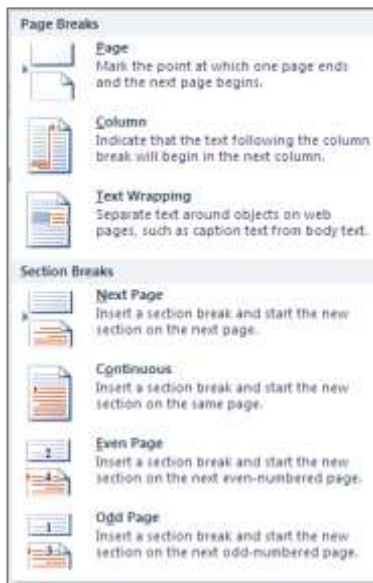 Page Breaks
Page
Mark the point at which one page ends
and the next page begins.
Column
Indicate that the text following the column
break will begin in the next column.
Text Wrapping
Separate text around objects on web
pages, such as caption text from body text.
Section Breaks
Next Page
Insert a section break and start the new
section on the next page.
Continuous
Insert a section break and start the new
section on the same page.
Even Page
Insert a section break and start the new
section on the next even-numbered page.
2
4
Odd Page
Insert a section break and start the new
section on the next odd-numbered page.
1
3